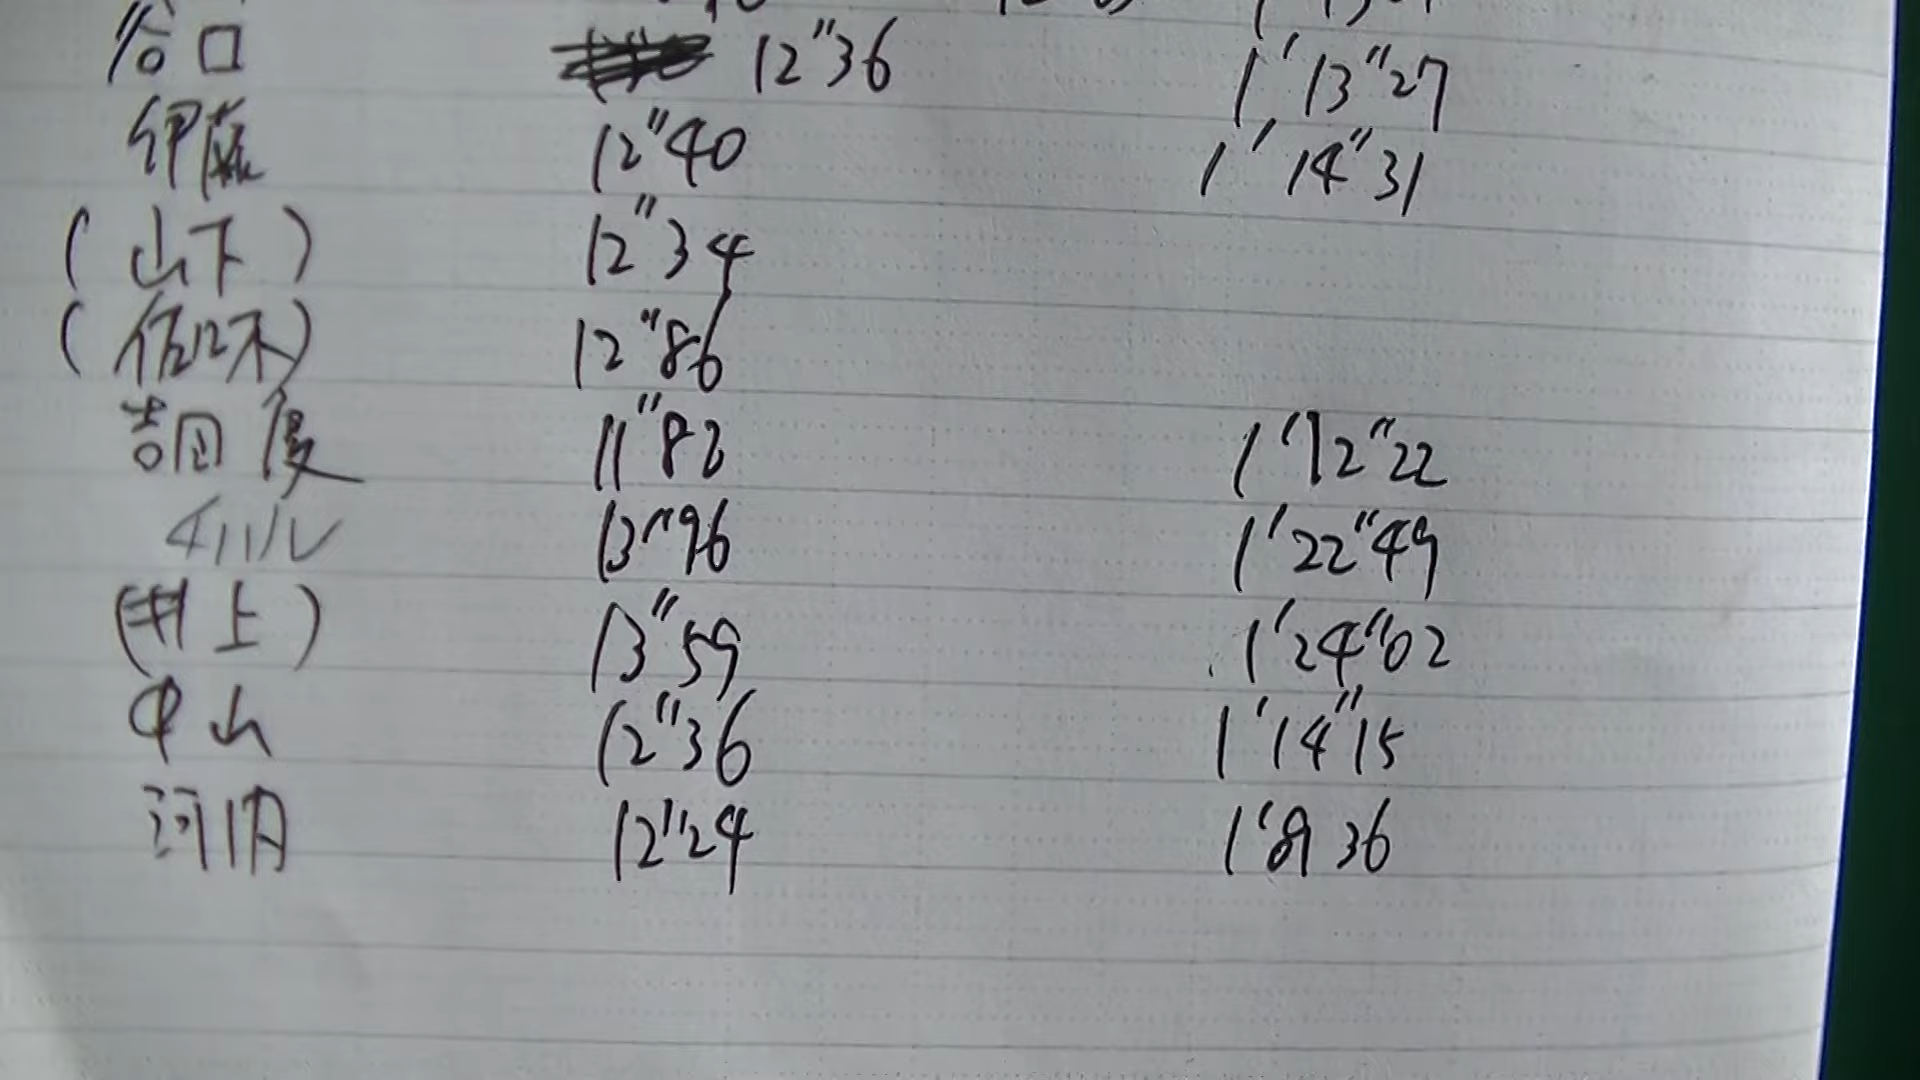 谷口 12"36 1'13"27
伊藤 12"40 1'14"31
(山下) 12"34
(佐々木) 12"86
吉田優 11"82 1'12"22
13"96 1'22"49
(井上) 13"59 1'24"02
中山 12"36 1'14"15
河内 12"24 1' 36